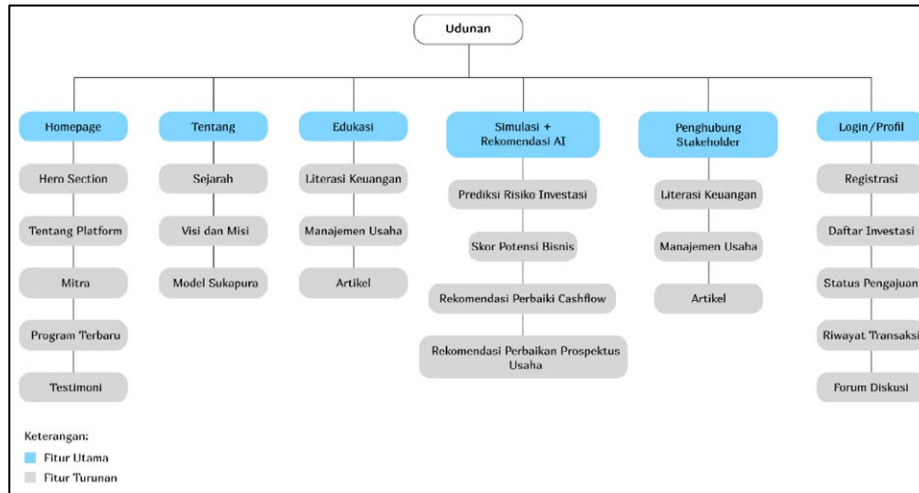 Udunan
Homepage
Hero Section
Tentang Platform
Mitra
Program Terbaru
Testimoni
Tentang
Sejarah
Visi dan Misi
Model Sukapura
Edukasi
Literasi Keuangan
Manajemen Usaha
Artikel
Simulasi +
Rekomendasi AI
Prediksi Risiko Investasi
Skor Potensi Bisnis
Rekomendasi Perbaiki Cashflow
Rekomendasi Perbaikan Prospektus
Usaha
Penghubung
Stakeholder
Literasi Keuangan
Manajemen Usaha
Artikel
Login/Profil
Registrasi
Daftar Investasi
Status Pengajuan
Riwayat Transaksi
Forum Diskusi
Keterangan:
Fitur Utama
Fitur Turunan